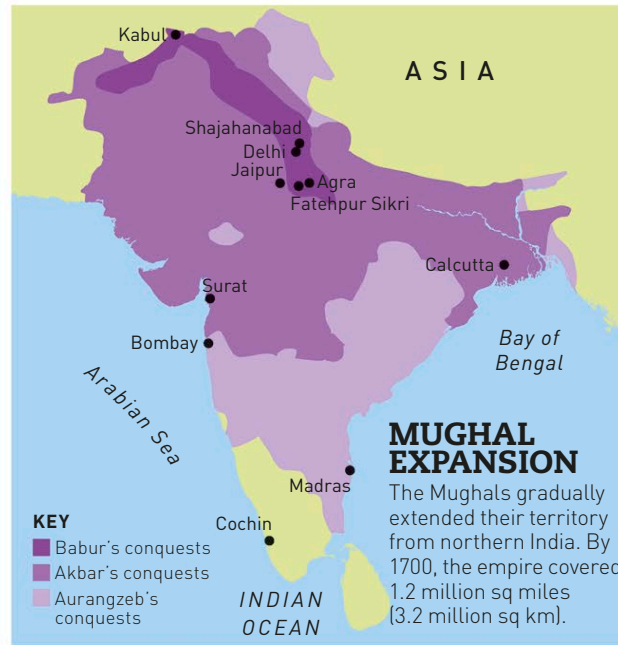 Kabul
ASIA
Shajahanabad
Delhi
Jaipur
Agra
Fatehpur Sikri
Calcutta
Surat
Bombay
Bay of
Bengal
Arabian Sea
MUGHAL
EXPANSION
The Mughals gradually
extended their territory
from northern India. By
1700, the empire covered
1.2 million sq miles
(3.2 million sq km).
Madras
Cochin
KEY
Babur's conquests
Akbar's conquests
Aurangzeb's
conquests
INDIAN
OCEAN